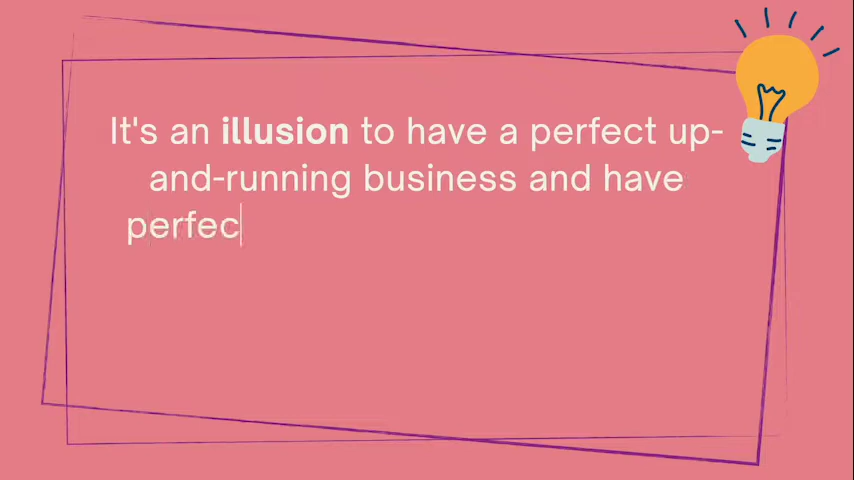 It's an illusion to have a perfect up-
and-running business and have
perfec